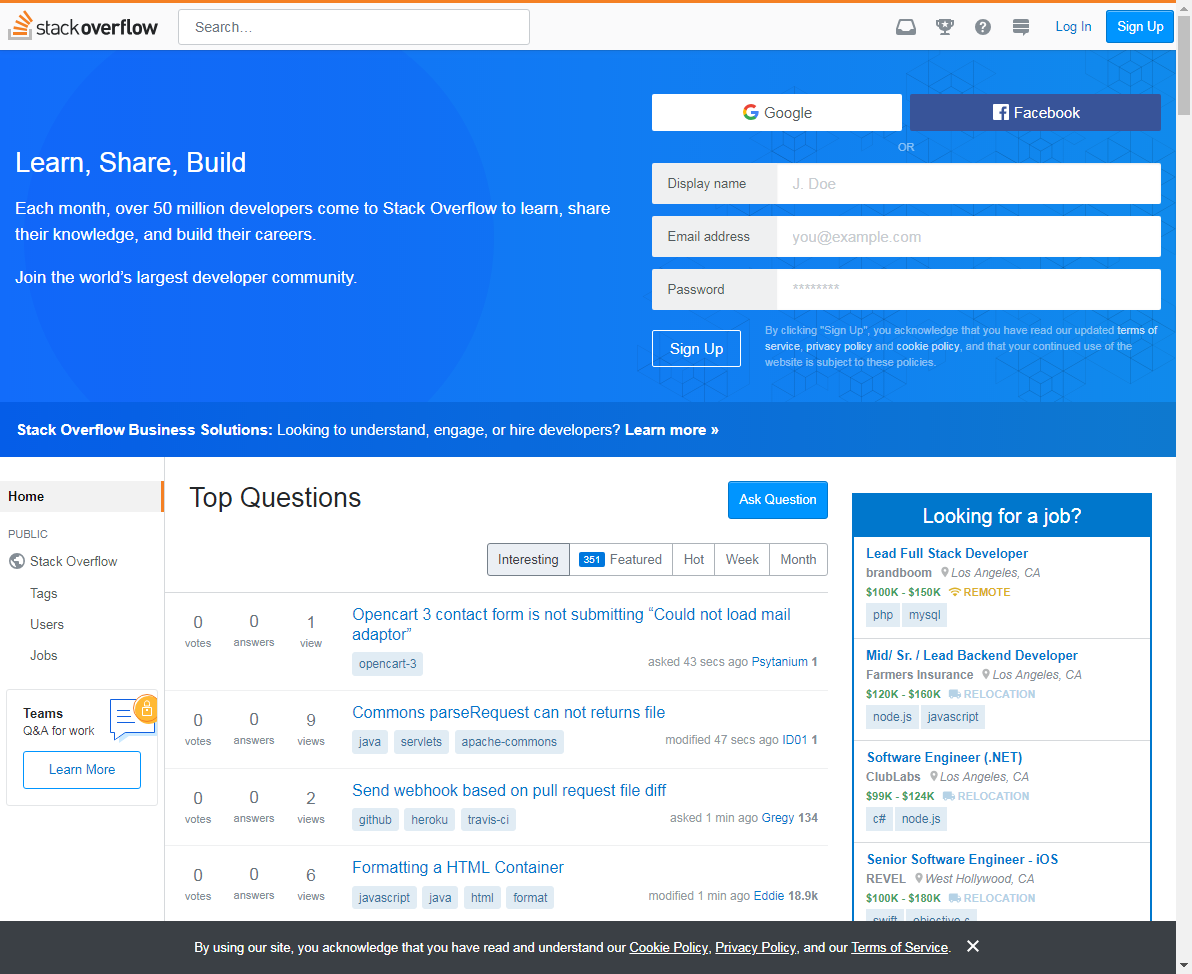 stackoverflow
Search...
Log In
Sign Up
Google
Facebook
OR
Learn, Share, Build
Each month, over 50 million developers come to Stack Overflow to learn, share
their knowledge, and build their careers.
Join the world’s largest developer community.
Display name
J. Doe
Email address
you@example.com
Password
********
Sign Up
By clicking "Sign Up", you acknowledge that you have read our updated terms of
service, privacy policy and cookie policy, and that your continued use of the
website is subject to these policies.
Stack Overflow Business Solutions: Looking to understand, engage, or hire developers? Learn more »
Home
PUBLIC
Stack Overflow
Tags
Users
Jobs
Teams
Q&A for work
Learn More
Top Questions
Ask Question
Interesting
351 Featured
Hot
Week
Month
0 votes
0 answers
1 view
Opencart 3 contact form is not submitting “Could not load mail
adaptor”
opencart-3
asked 43 secs ago Psytanium 1
0 votes
0 answers
9 views
Commons parseRequest can not returns file
java servlets apache-commons
modified 47 secs ago ID01 1
0 votes
0 answers
2 views
Send webhook based on pull request file diff
github heroku travis-ci
asked 1 min ago Gregy 134
0 votes
0 answers
6 views
Formatting a HTML Container
javascript java html format
modified 1 min ago Eddie 18.9k
Looking for a job?
Lead Full Stack Developer
brandboom Los Angeles, CA
$100K - $150K REMOTE
php mysql
Mid/ Sr. / Lead Backend Developer
Farmers Insurance Los Angeles, CA
$120K - $160K RELOCATION
node.js javascript
Software Engineer (.NET)
ClubLabs Los Angeles, CA
$99K - $124K RELOCATION
c# node.js
Senior Software Engineer - iOS
REVEL West Hollywood, CA
$100K - $180K RELOCATION
swift objective-c
By using our site, you acknowledge that you have read and understand our Cookie Policy, Privacy Policy, and our Terms of Service.